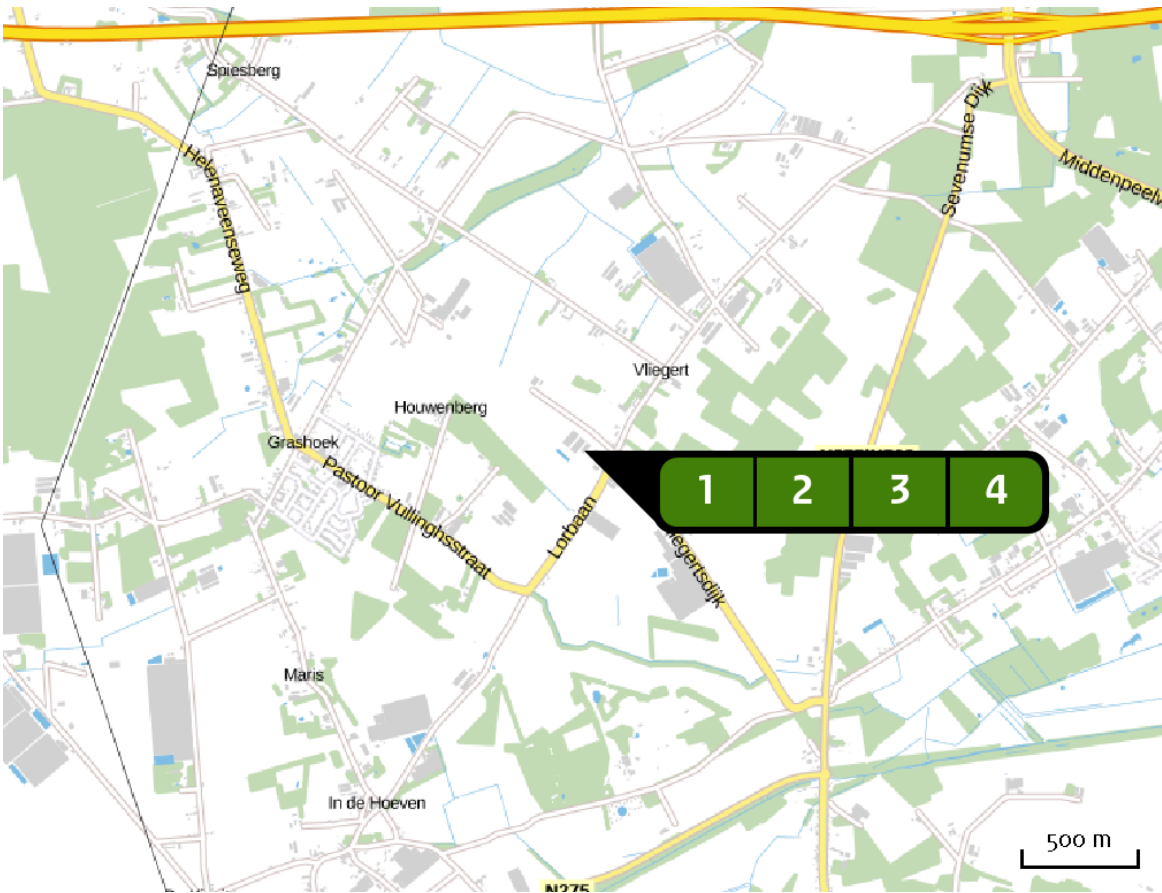 Spiesberg
Sevenumse Dijk
Helenaveenseweg
Middenpeelw
Vliegert
Houwenberg
Grashoek
Pastoor Vullinghsstraat
1 2 3 4
Lorbaan
iegertsdijk
Maris
In de Hoeven
500 m
N275